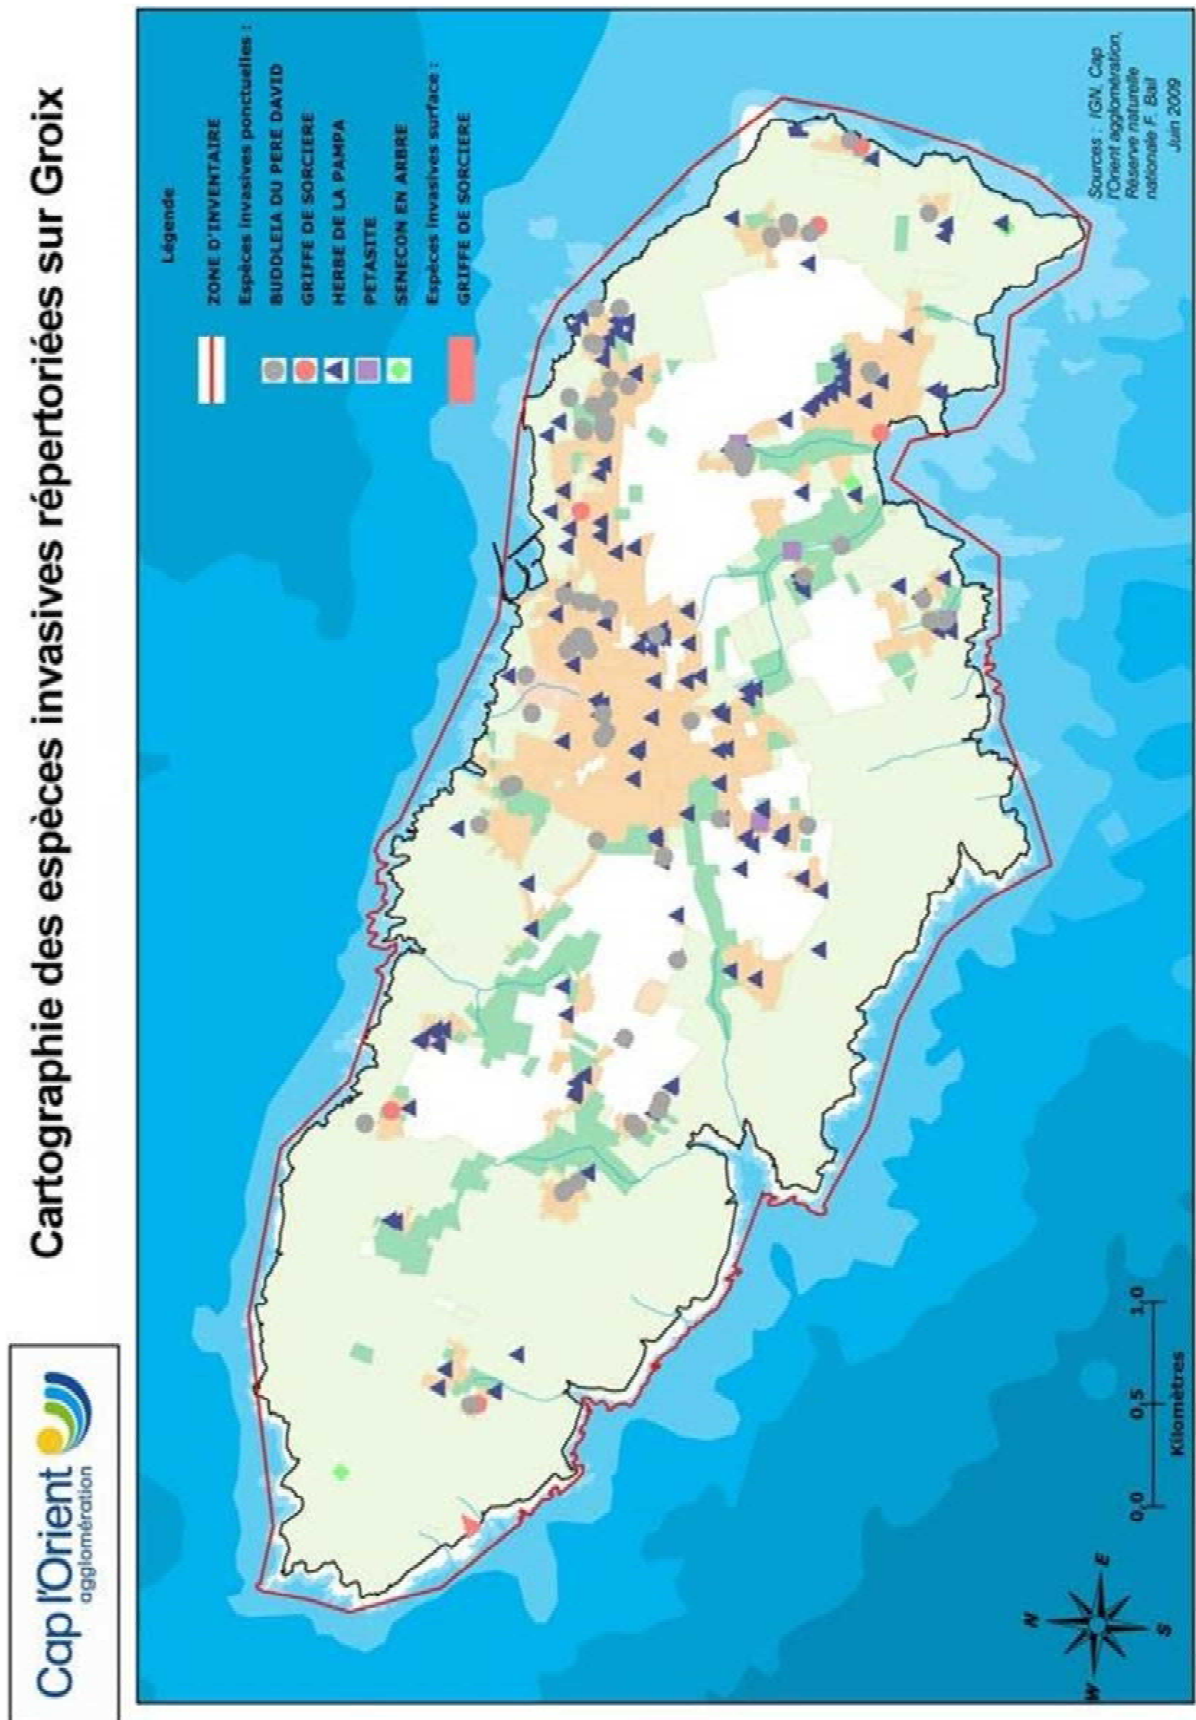 Cartographie des espèces invasives répertoriées sur Groix
Cap l'Orient
agglomération
Légende
ZONE D'INVENTAIRE
Espèces invasives ponctuelles :
BUDDLEIA DU PERE DAVID
GRIFFE DE SORCIERE
HERBE DE LA PAMPA
PETASITE
SENECON EN ARBRE
Espèces invasives surface :
GRIFFE DE SORCIERE
N
W
E
S
0,0
0,5
1,0
Kilomètres
Sources : IGN, Cap
l'Orient agglomération,
Réserve naturelle
nationale F. Bail
Juin 2009